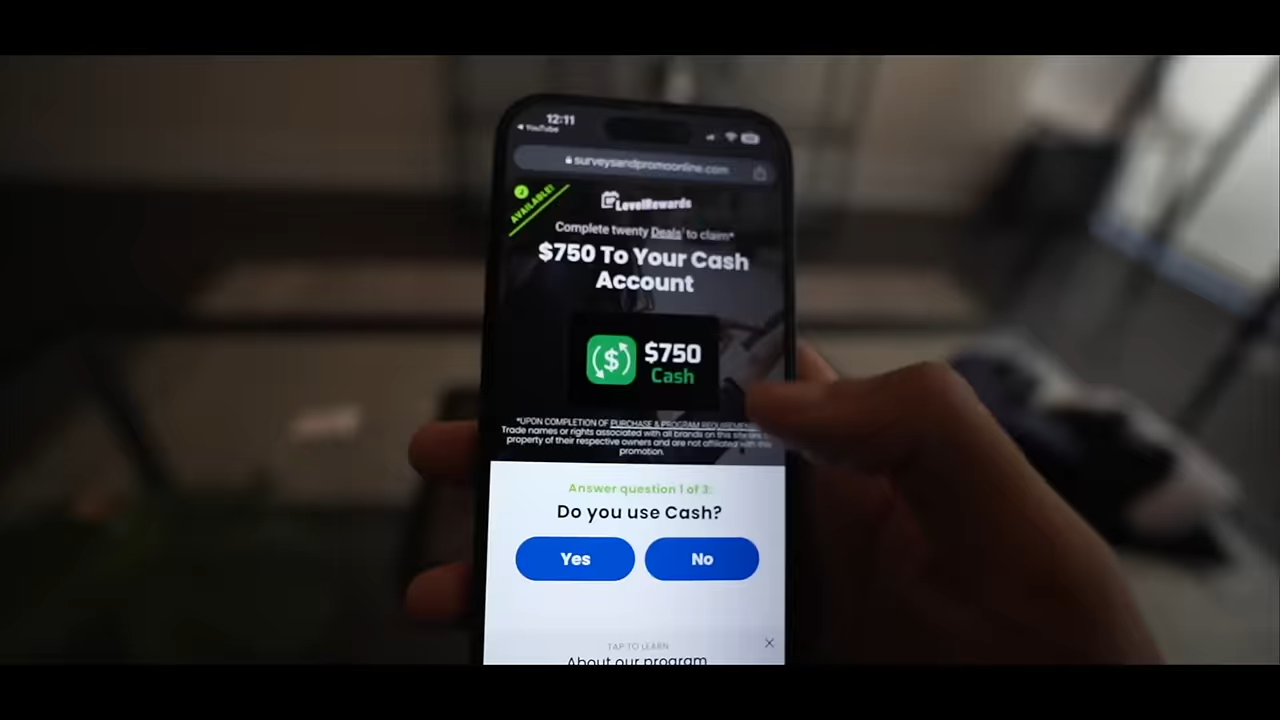 12:11
YouTube
surveysandpromoonline.com
AVAILABLE!
LevelRewards
Complete twenty Deals to claim*
$750 To Your Cash
Account
$750
Cash
*UPON COMPLETION OF PURCHASE & PROGRAM
Trade names or rights associated with all brands on this site are
property of their respective owners and are not affiliated with this
promotion.
Answer question 1 of 3:
Do you use Cash?
Yes
No
TAP TO LEARN
About our program